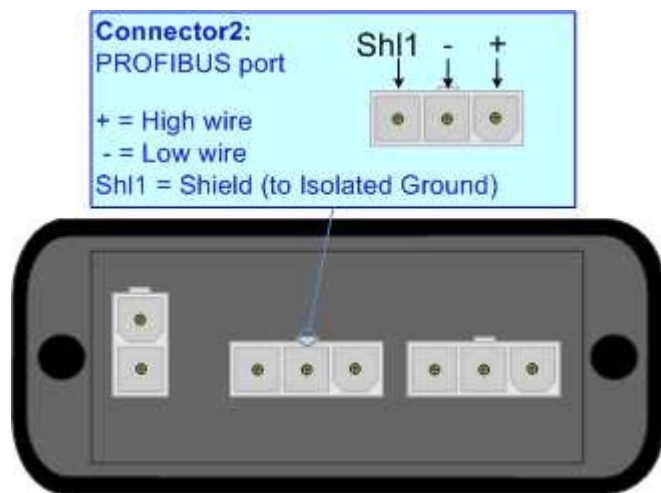 Connector2:
PROFIBUS port
Shl1 - +
+ = High wire
- = Low wire
Shl1 = Shield (to Isolated Ground)